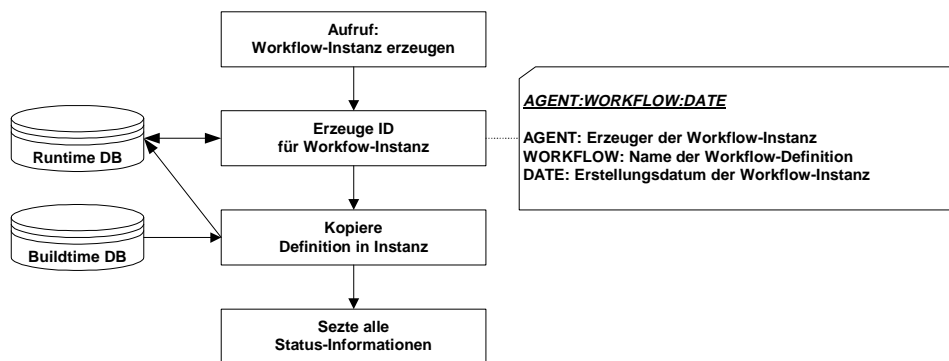 Aufruf:
Workflow-Instanz erzeugen
AGENT:WORKFLOW:DATE
AGENT: Erzeuger der Workflow-Instanz
WORKFLOW: Name der Workflow-Definition
DATE: Erstellungsdatum der Workflow-Instanz
Erzeuge ID
für Workfow-Instanz
Runtime DB
Kopiere
Definition in Instanz
Buildtime DB
Sezte alle
Status-Informationen